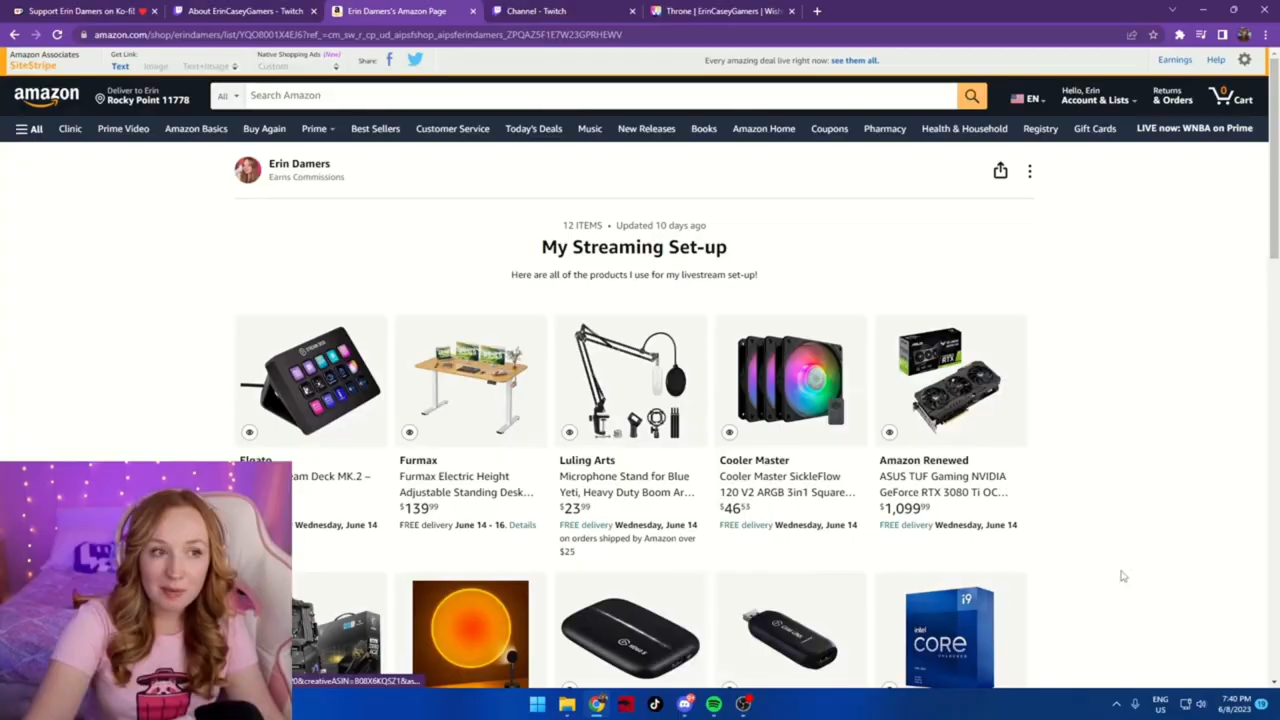 Support Erin Damers on Ko-fi!
About ErinCaseyGamers - Twitch
Erin Damers's Amazon Page
Channel - Twitch
Throne | ErinCaseyGamers | Wish
amazon.com/shop/erindamers/list/YQO8001X4EJ6?ref_=cm_sw_r_cp_ud_aipsfshop_aipsferindamers_ZPQAZ5F1E7W23GPRHEWV
Amazon Associates
SiteStripe
Get Link:
Text
Image
Text+Image
Native Shopping Ads (New)
Custom
Share:
Every amazing deal live right now: see them all.
Earnings
Help
amazon
Deliver to Erin
Rocky Point 11778
All
Search Amazon
EN
Hello, Erin
Account & Lists
Returns
& Orders
0
Cart
All
Clinic
Prime Video
Amazon Basics
Buy Again
Prime
Best Sellers
Customer Service
Today's Deals
Music
New Releases
Books
Amazon Home
Coupons
Pharmacy
Health & Household
Registry
Gift Cards
LIVE now: WNBA on Prime
Erin Damers
Earns Commissions
12 ITEMS • Updated 10 days ago
My Streaming Set-up
Here are all of the products I use for my livestream set-up!
Elgato
eam Deck MK.2 –
Wednesday, June 14
Furmax
Furmax Electric Height
Adjustable Standing Desk...
$139.99
FREE delivery June 14 - 16. Details
Luling Arts
Microphone Stand for Blue
Yeti, Heavy Duty Boom Ar...
$23.99
FREE delivery Wednesday, June 14
on orders shipped by Amazon over
$25
Cooler Master
Cooler Master SickleFlow
120 V2 ARGB 3in1 Square...
$46.53
FREE delivery Wednesday, June 14
Amazon Renewed
ASUS TUF Gaming NVIDIA
GeForce RTX 3080 Ti OC...
$1,099.99
FREE delivery Wednesday, June 14
intel
CORE
i9
ENG
US
7:40 PM
6/8/2023